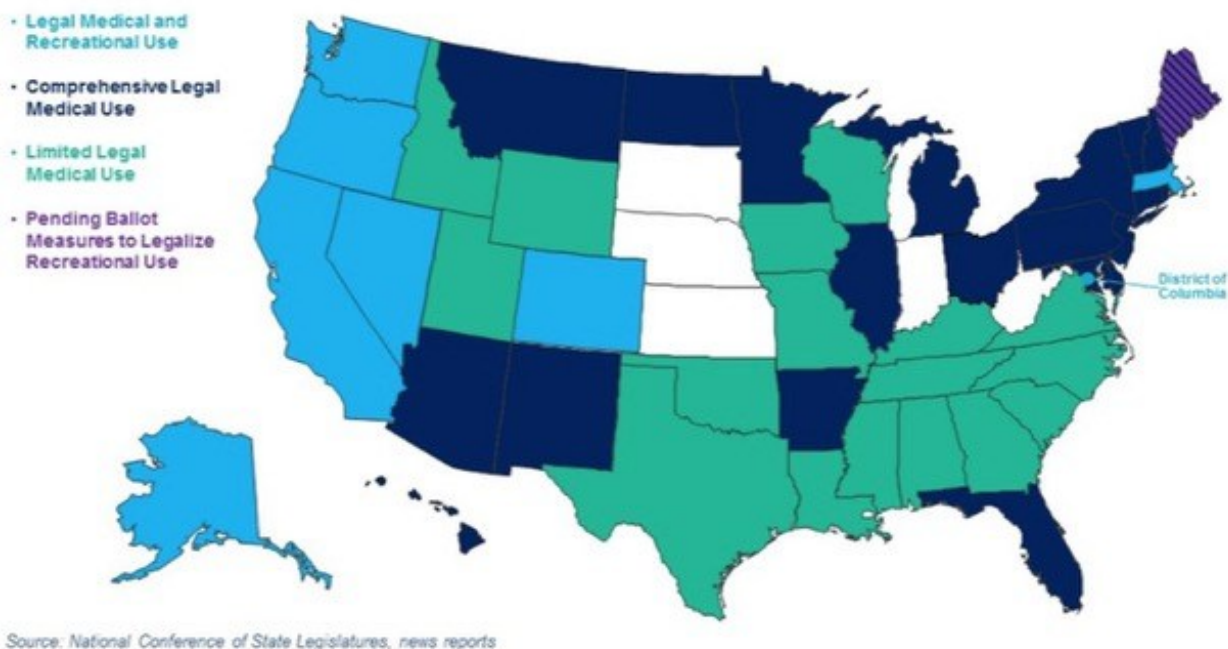 • Legal Medical and
Recreational Use
• Comprehensive Legal
Medical Use
• Limited Legal
Medical Use
• Pending Ballot
Measures to Legalize
Recreational Use
District of
Columbia
Source: National Conference of State Legislatures, news reports